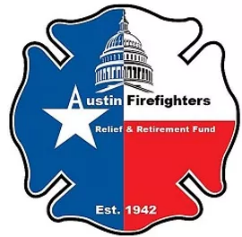 Austin Firefighters
Relief & Retirement Fund
Est. 1942